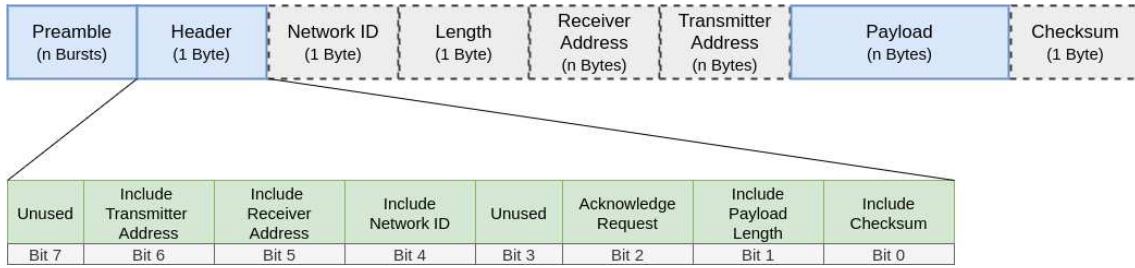 Preamble
(n Bursts)
Header
(1 Byte)
Network ID
(1 Byte)
Length
(1 Byte)
Receiver
Address
(n Bytes)
Transmitter
Address
(n Bytes)
Payload
(n Bytes)
Checksum
(1 Byte)
Unused
Include
Transmitter
Address
Include
Receiver
Address
Include
Network ID
Unused
Acknowledge
Request
Include
Payload
Length
Include
Checksum
Bit 7
Bit 6
Bit 5
Bit 4
Bit 3
Bit 2
Bit 1
Bit 0